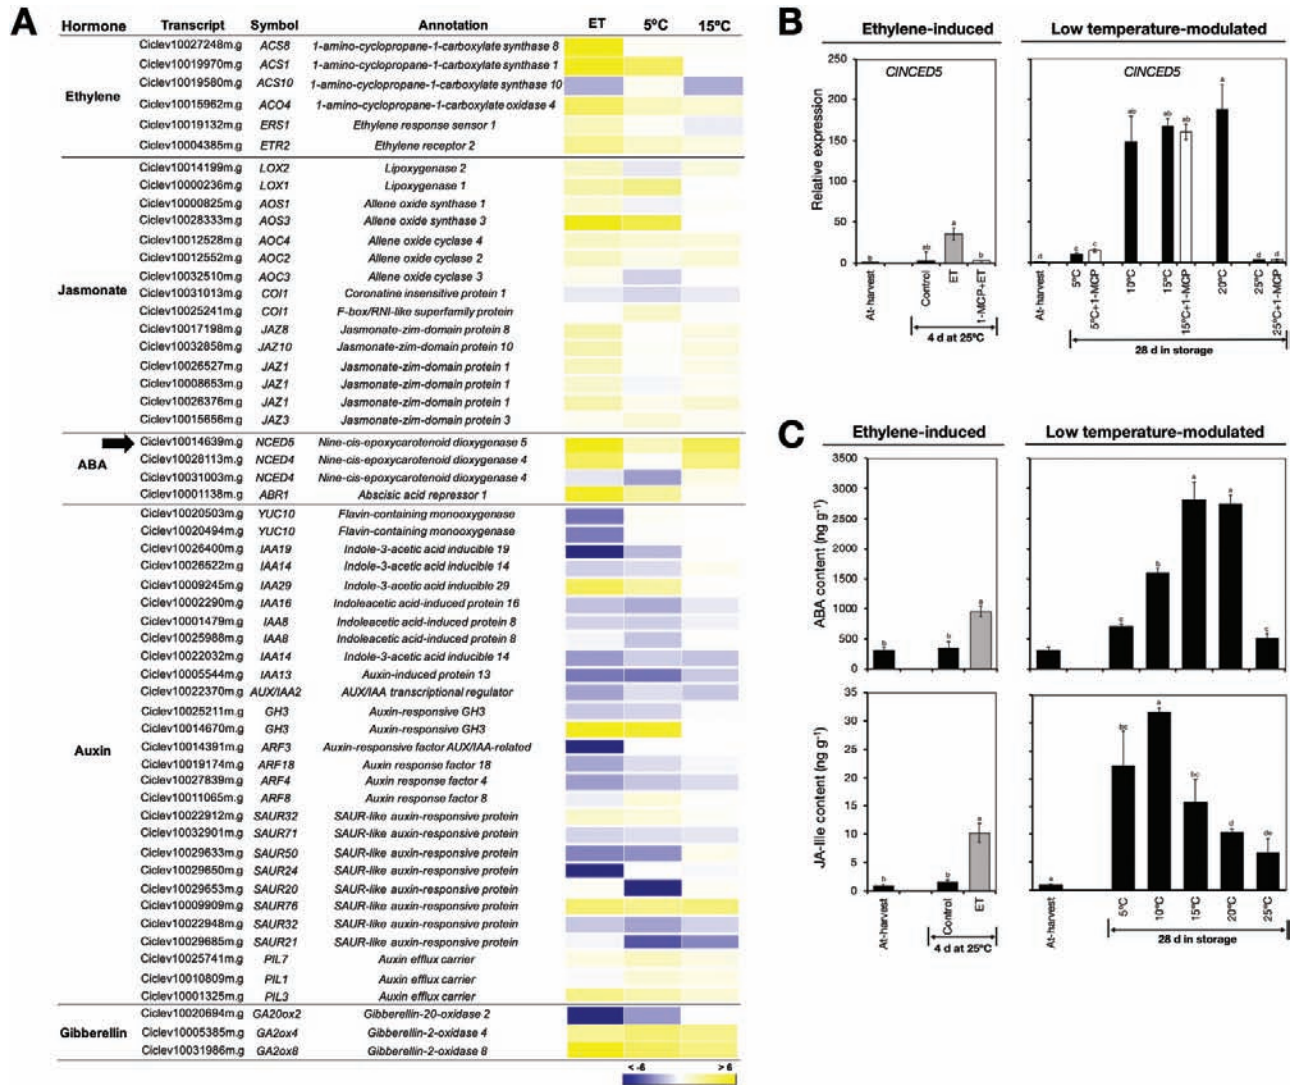 A
Hormone Transcript Symbol Annotation ET 5ºC 15ºC
Ciclev10027248m.g ACS8 1-amino-cyclopropane-1-carboxylate synthase 8
Ciclev10019970m.g ACS1 1-amino-cyclopropane-1-carboxylate synthase 1
Ciclev10019580m.g ACS10 1-amino-cyclopropane-1-carboxylate synthase 10
Ethylene
Ciclev10015962m.g ACO4 1-amino-cyclopropane-1-carboxylate oxidase 4
Ciclev10019132m.g ERS1 Ethylene response sensor 1
Ciclev10004385m.g ETR2 Ethylene receptor 2
Ciclev10014199m.g LOX2 Lipoxygenase 2
Ciclev10000236m.g LOX1 Lipoxygenase 1
Ciclev10000825m.g AOS1 Allene oxide synthase 1
Ciclev10028333m.g AOS3 Allene oxide synthase 3
Ciclev10012528m.g AOC4 Allene oxide cyclase 4
Ciclev10012552m.g AOC2 Allene oxide cyclase 2
Ciclev10032510m.g AOC3 Allene oxide cyclase 3
Jasmonate
Ciclev10031013m.g COI1 Coronatine insensitive protein 1
Ciclev10025241m.g COI1 F-box/RNI-like superfamily protein
Ciclev10017198m.g JAZ8 Jasmonate-zim-domain protein 8
Ciclev10032858m.g JAZ10 Jasmonate-zim-domain protein 10
Ciclev10026527m.g JAZ1 Jasmonate-zim-domain protein 1
Ciclev10008653m.g JAZ1 Jasmonate-zim-domain protein 1
Ciclev10026376m.g JAZ1 Jasmonate-zim-domain protein 1
Ciclev10015656m.g JAZ3 Jasmonate-zim-domain protein 3
Ciclev10014639m.g NCED5 Nine-cis-epoxycarotenoid dioxygenase 5
Ciclev10028113m.g NCED4 Nine-cis-epoxycarotenoid dioxygenase 4
ABA
Ciclev10031003m.g NCED4 Nine-cis-epoxycarotenoid dioxygenase 4
Ciclev10001138m.g ABR1 Abscisic acid repressor 1
Ciclev10020503m.g YUC10 Flavin-containing monooxygenase
Ciclev10020494m.g YUC10 Flavin-containing monooxygenase
Ciclev10026400m.g IAA19 Indole-3-acetic acid inducible 19
Ciclev10026522m.g IAA14 Indole-3-acetic acid inducible 14
Ciclev10009245m.g IAA29 Indole-3-acetic acid inducible 29
Ciclev10002290m.g IAA16 Indoleacetic acid-induced protein 16
Ciclev10001479m.g IAA8 Indoleacetic acid-induced protein 8
Ciclev10025988m.g IAA8 Indoleacetic acid-induced protein 8
Ciclev10022032m.g IAA14 Indole-3-acetic acid inducible 14
Ciclev10005544m.g IAA13 Auxin-induced protein 13
Ciclev10022370m.g AUX/IAA2 AUX/IAA transcriptional regulator
Ciclev10025211m.g GH3 Auxin-responsive GH3
Ciclev10014670m.g GH3 Auxin-responsive GH3
Auxin
Ciclev10014391m.g ARF3 Auxin-responsive factor AUX/IAA-related
Ciclev10019174m.g ARF18 Auxin response factor 18
Ciclev10027839m.g ARF4 Auxin response factor 4
Ciclev10011065m.g ARF8 Auxin response factor 8
Ciclev10022912m.g SAUR32 SAUR-like auxin-responsive protein
Ciclev10032901m.g SAUR71 SAUR-like auxin-responsive protein
Ciclev10029633m.g SAUR50 SAUR-like auxin-responsive protein
Ciclev10029650m.g SAUR24 SAUR-like auxin-responsive protein
Ciclev10029653m.g SAUR20 SAUR-like auxin-responsive protein
Ciclev10009909m.g SAUR76 SAUR-like auxin-responsive protein
Ciclev10022948m.g SAUR32 SAUR-like auxin-responsive protein
Ciclev10029685m.g SAUR21 SAUR-like auxin-responsive protein
Ciclev10025741m.g PIL7 Auxin efflux carrier
Ciclev10010809m.g PIL1 Auxin efflux carrier
Ciclev10001325m.g PIL3 Auxin efflux carrier
Ciclev10020694m.g GA20ox2 Gibberellin-20-oxidase 2
Gibberellin Ciclev10005385m.g GA2ox4 Gibberellin-2-oxidase 4
Ciclev10031986m.g GA2ox8 Gibberellin-2-oxidase 8
< -6 > 6
B
Ethylene-induced Low temperature-modulated
Relative expression
250
200
150
100
50
0
ClNCED5 ClNCED5
b ab a b
d c c ab ab ab a d d
At-harvest Control ET 1-MCP+ET
4 d at 25ºC
At-harvest 5ºC 5ºC+1-MCP 10ºC 15ºC 15ºC+1-MCP 20ºC 25ºC 25ºC+1-MCP
28 d in storage
C
Ethylene-induced Low temperature-modulated
ABA content (ng g⁻¹)
3500
3000
2500
2000
1500
1000
500
0
b b a
b a a c
JA-Ile content (ng g⁻¹)
35
30
25
20
15
10
5
0
b b a
bc a bc d de
At-harvest Control ET
4 d at 25ºC
At-harvest 5ºC 10ºC 15ºC 20ºC 25ºC
28 d in storage